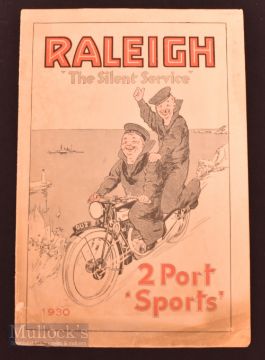 RALEIGH
"The Silent Service"
2 Port
'Sports'
1930
Mullock's